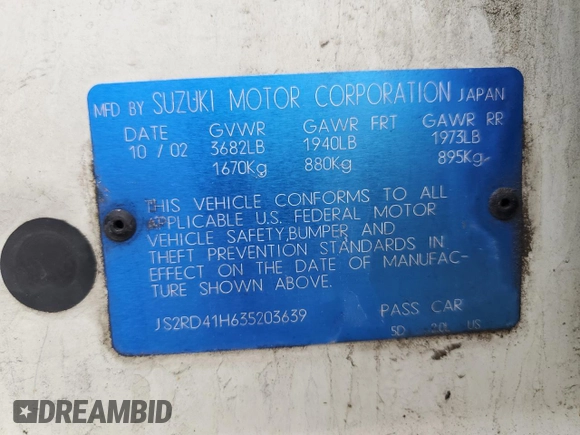 MFD BY SUZUKI MOTOR CORPORATION JAPAN
DATE GVWR GAWR FRT GAWR RR
10 / 02 3682LB 1940LB 1973LB
1670Kg 880Kg 895Kg
THIS VEHICLE CONFORMS TO ALL
APPLICABLE U.S. FEDERAL MOTOR
VEHICLE SAFETY,BUMPER AND
THEFT PREVENTION STANDARDS IN
EFFECT ON THE DATE OF MANUFAC-
TURE SHOWN ABOVE.
JS2RD41H635203639 PASS CAR
5D US
DREAMBID